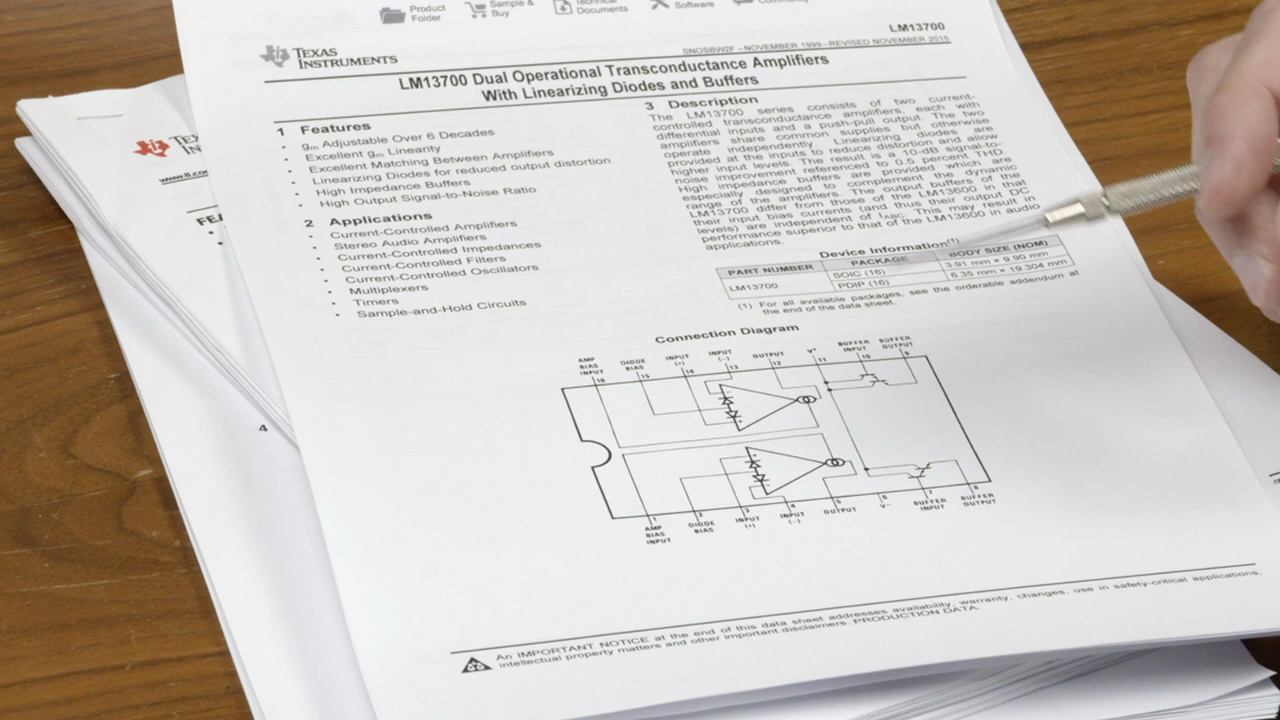 Product
Folder
Sample &
Buy
Technical
Documents
Software
Community
LM13700
TEXAS
INSTRUMENTS
SNOSBW2F – NOVEMBER 1999 – REVISED NOVEMBER 2015
LM13700 Dual Operational Transconductance Amplifiers
With Linearizing Diodes and Buffers
1 Features
• gm Adjustable Over 6 Decades
• Excellent gm Linearity
• Excellent Matching Between Amplifiers
• Linearizing Diodes for reduced output distortion
• High Impedance Buffers
• High Output Signal-to-Noise Ratio
2 Applications
• Current-Controlled Amplifiers
• Stereo Audio Amplifiers
• Current-Controlled Impedances
• Current-Controlled Filters
• Current-Controlled Oscillators
• Multiplexers
• Timers
• Sample-and-Hold Circuits
3 Description
The LM13700 series consists of two current-
controlled transconductance amplifiers, each with
differential inputs and a push-pull output. The two
amplifiers share common supplies but otherwise
operate independently. Linearizing diodes are
provided at the inputs to reduce distortion and allow
higher input levels. The result is a 10-dB signal-to-
noise improvement referenced to 0.5 percent THD.
High impedance buffers are provided which are
especially designed to complement the dynamic
range of the amplifiers. The output buffers of the
LM13700 differ from those of the LM13600 in that
their input bias currents (and thus their output DC
levels) are independent of IABC. This may result in
performance superior to that of the LM13600 in audio
applications.
Device Information(1)
PART NUMBER PACKAGE BODY SIZE (NOM)
LM13700 SOIC (16) 3.91 mm × 9.90 mm
PDIP (16) 6.35 mm × 19.304 mm
(1) For all available packages, see the orderable addendum at
the end of the data sheet.
Connection Diagram
AMP
BIAS
INPUT
DIODE
BIAS
INPUT
(+)
INPUT
(–)
OUTPUT
V+
BUFFER
INPUT
BUFFER
OUTPUT
16 15 14 13 12 11 10 9
1 2 3 4 5 6 7 8
AMP
BIAS
INPUT
DIODE
BIAS
INPUT
(+)
INPUT
(–)
OUTPUT
V–
BUFFER
INPUT
BUFFER
OUTPUT
An IMPORTANT NOTICE at the end of this data sheet addresses availability, warranty, changes, use in safety-critical applications,
intellectual property matters and other important disclaimers. PRODUCTION DATA.
TE
IN
www.ti.co
FEA
4